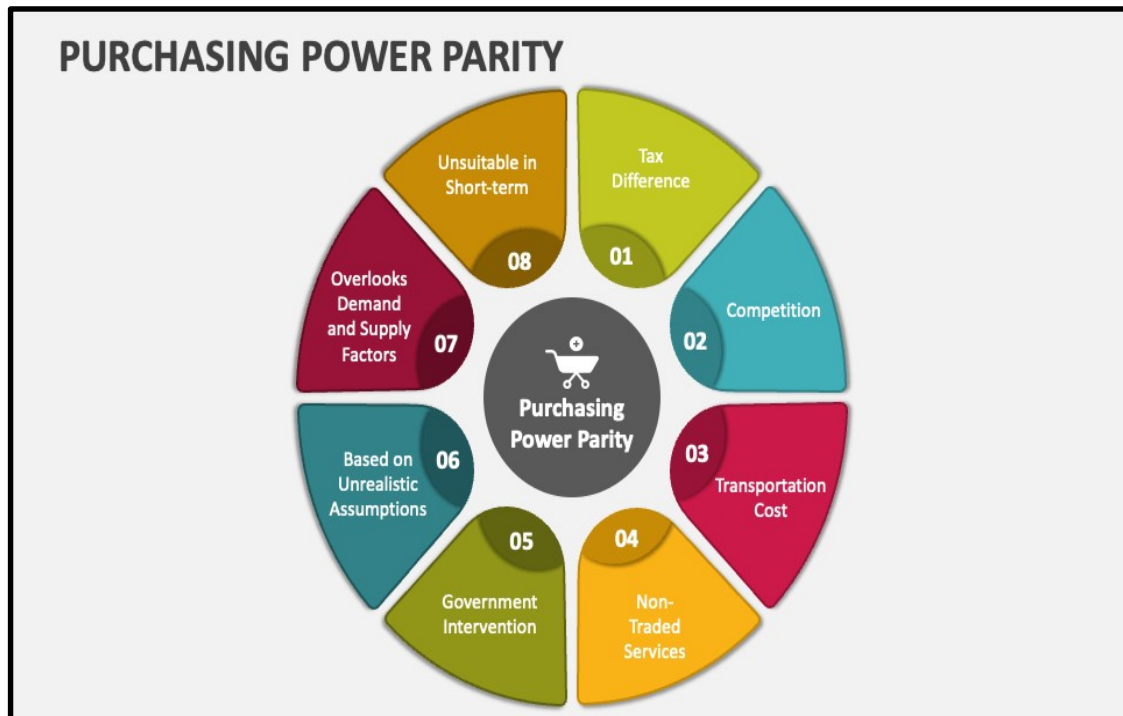 PURCHASING POWER PARITY
Tax
Difference
01
Competition
02
03
Transportation
Cost
04
Non-
Traded
Services
05
Government
Intervention
06
Based on
Unrealistic
Assumptions
Overlooks
Demand
and Supply
Factors
07
Unsuitable in
Short-term
08
Purchasing
Power Parity